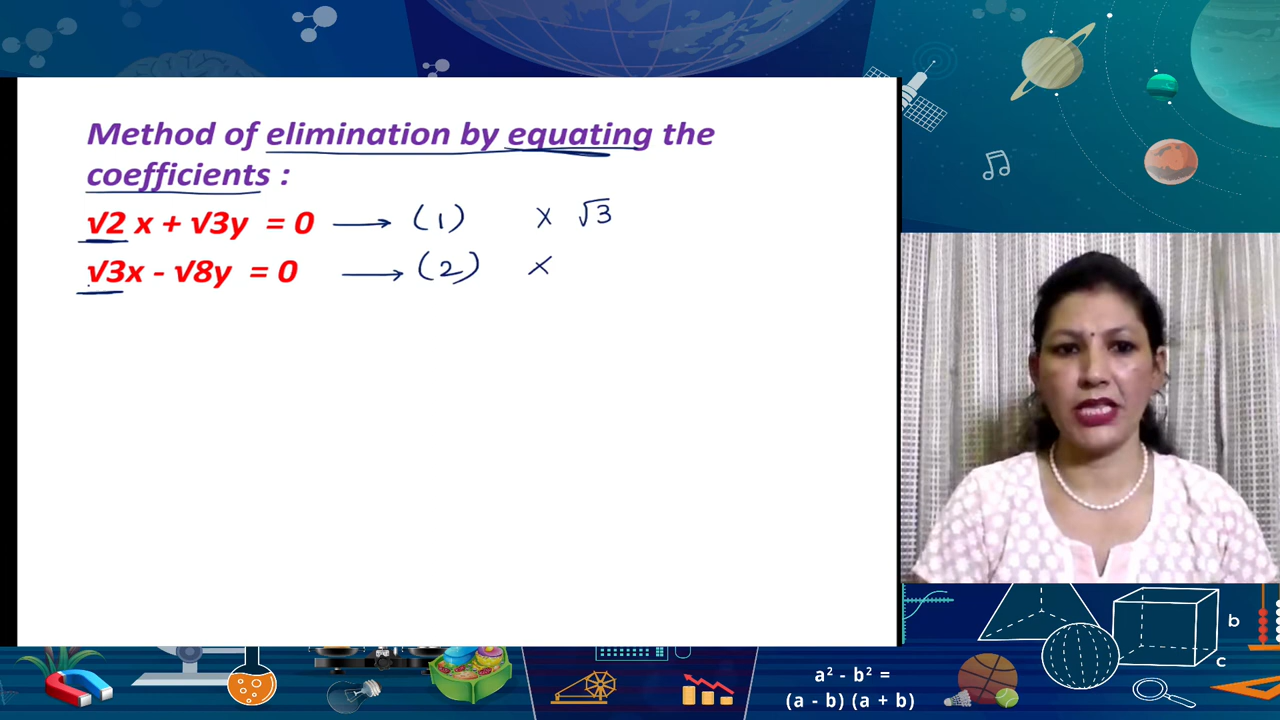 Method of elimination by equating the
coefficients :
√2 x + √3y = 0 → (1) × √3
√3x - √8y = 0 → (2) ×
b
c
a² - b² =
(a - b) (a + b)